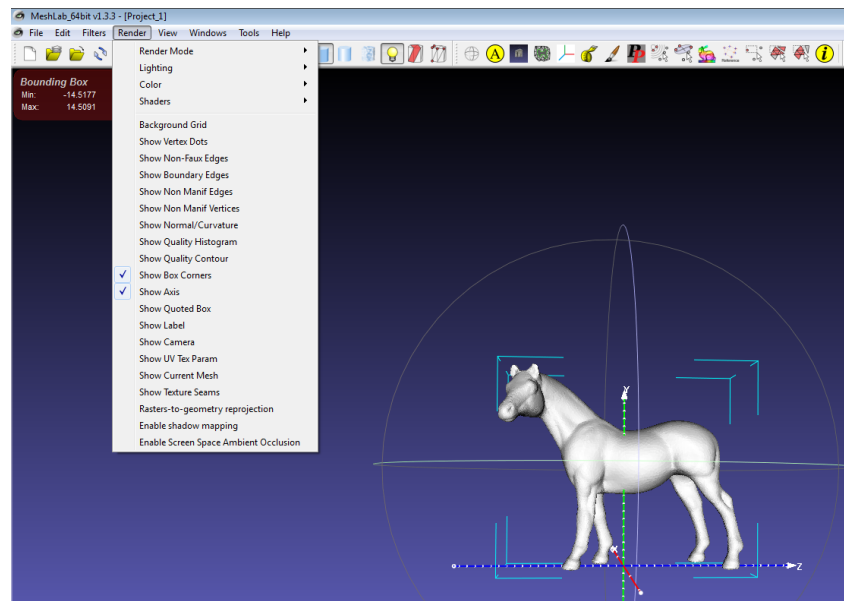 MeshLab_64bit v1.3.3 - [Project_1]
File Edit Filters Render View Windows Tools Help
Bounding Box
Min: -14.5177
Max: 14.5091
Render Mode
Lighting
Color
Shaders
Background Grid
Show Vertex Dots
Show Non-Faux Edges
Show Boundary Edges
Show Non Manif Edges
Show Non Manif Vertices
Show Normal/Curvature
Show Quality Histogram
Show Quality Contour
Show Box Corners
Show Axis
Show Quoted Box
Show Label
Show Camera
Show UV Tex Param
Show Current Mesh
Show Texture Seams
Rasters-to-geometry reprojection
Enable shadow mapping
Enable Screen Space Ambient Occlusion
A
PP
i
Y
X
Z